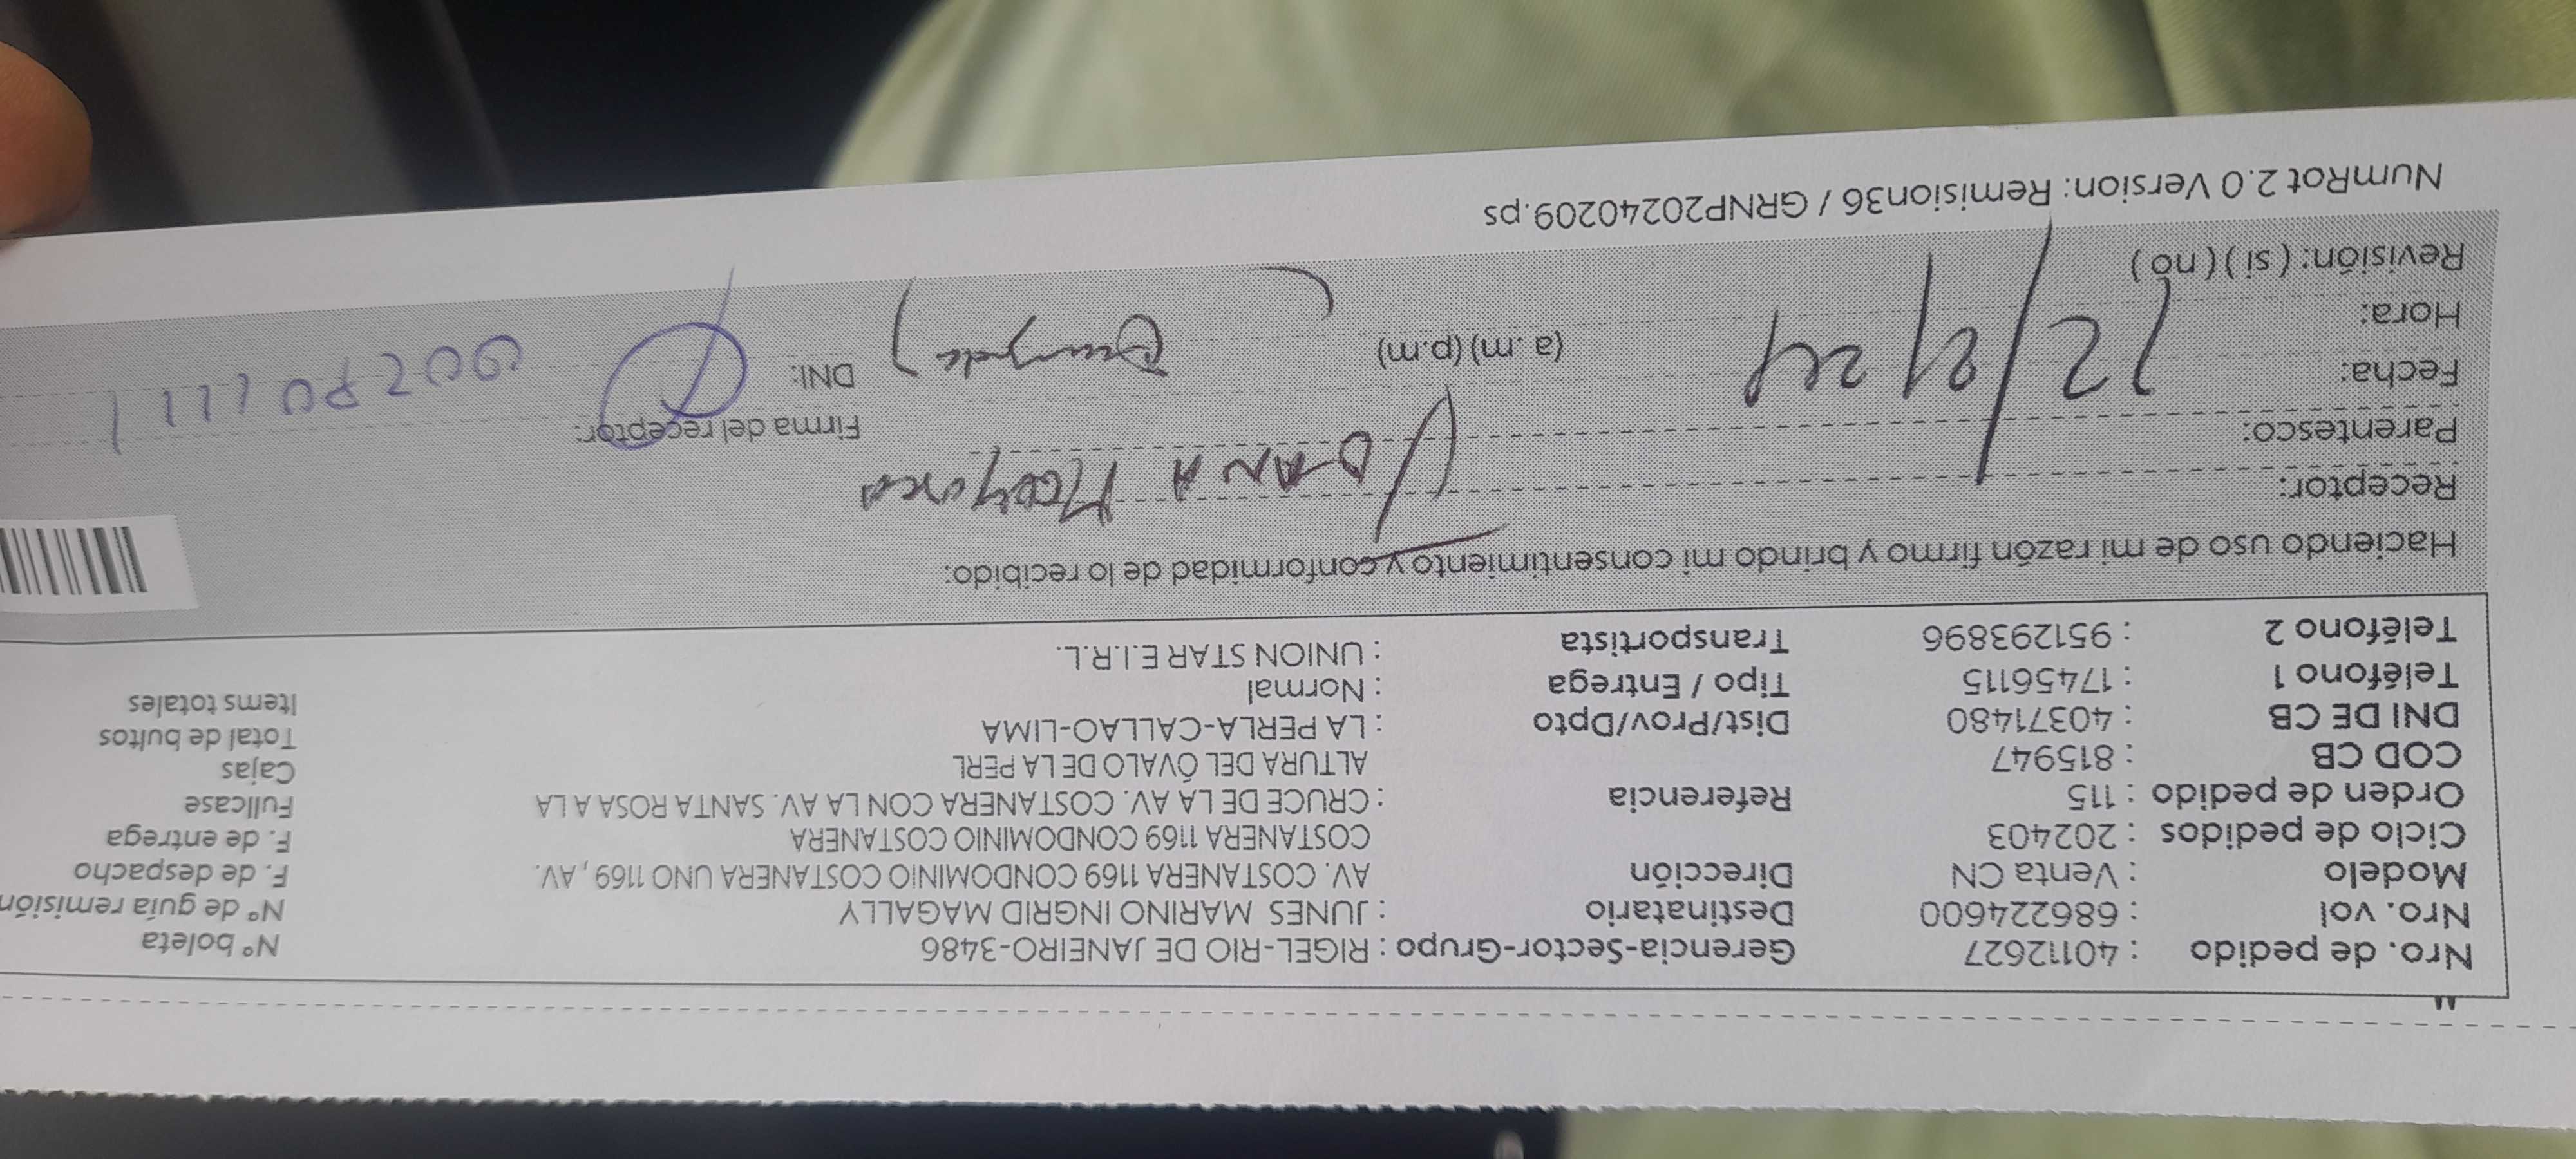 Nro. de pedido : 40112627 Gerencia-Sector-Grupo : RIGEL-RIO DE JANEIRO-3486 N° boleta
Nro. vol : 686224600 Destinatario : JUNES MARINO INGRID MAGALLY N° de guía remisión
Modelo : Venta CN Dirección AV. COSTANERA 1169 CONDOMINIO COSTANERA UNO 1169, AV. F. de despacho
Ciclo de pedidos : 202403 COSTANERA 1169 CONDOMINIO COSTANERA F. de entrega
Orden de pedido : 115 Referencia : CRUCE DE LA AV. COSTANERA CON LA AV. SANTA ROSA A LA Fullcase
COD CB : 815947 ALTURA DEL ÓVALO DE LA PERL Cajas
DNI DE CB : 40371480 Dist/Prov/Dpto : LA PERLA-CALLAO-LIMA Total de bultos
Teléfono 1 : 17456115 Tipo / Entrega : Normal Items totales
Teléfono 2 : 951293896 Transportista : UNION STAR E.I.R.L.
Haciendo uso de mi razón firmo y brindo mi consentimiento y conformidad de lo recibido:
Receptor:
Parentesco: Firma del receptor:
Fecha: 12/2/24 DNI:
Hora: (a.m) (p.m)
Revisión: ( si ) ( no )
NumRot 2.0 Version: Remision36 / GRNP20240209.ps